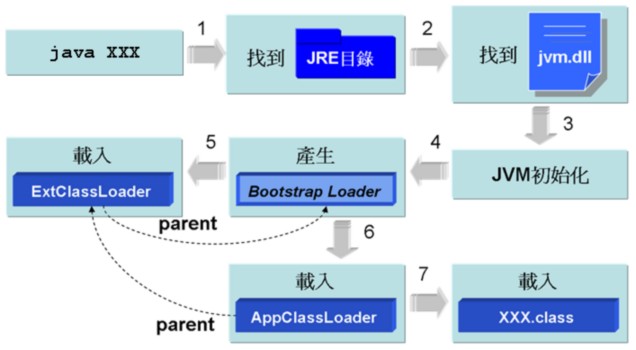 java XXX
1
找到
JRE目錄
2
找到
jvm.dll
3
JVM初始化
4
產生
Bootstrap Loader
5
載入
ExtClassLoader
parent
6
載入
AppClassLoader
parent
7
載入
XXX.class